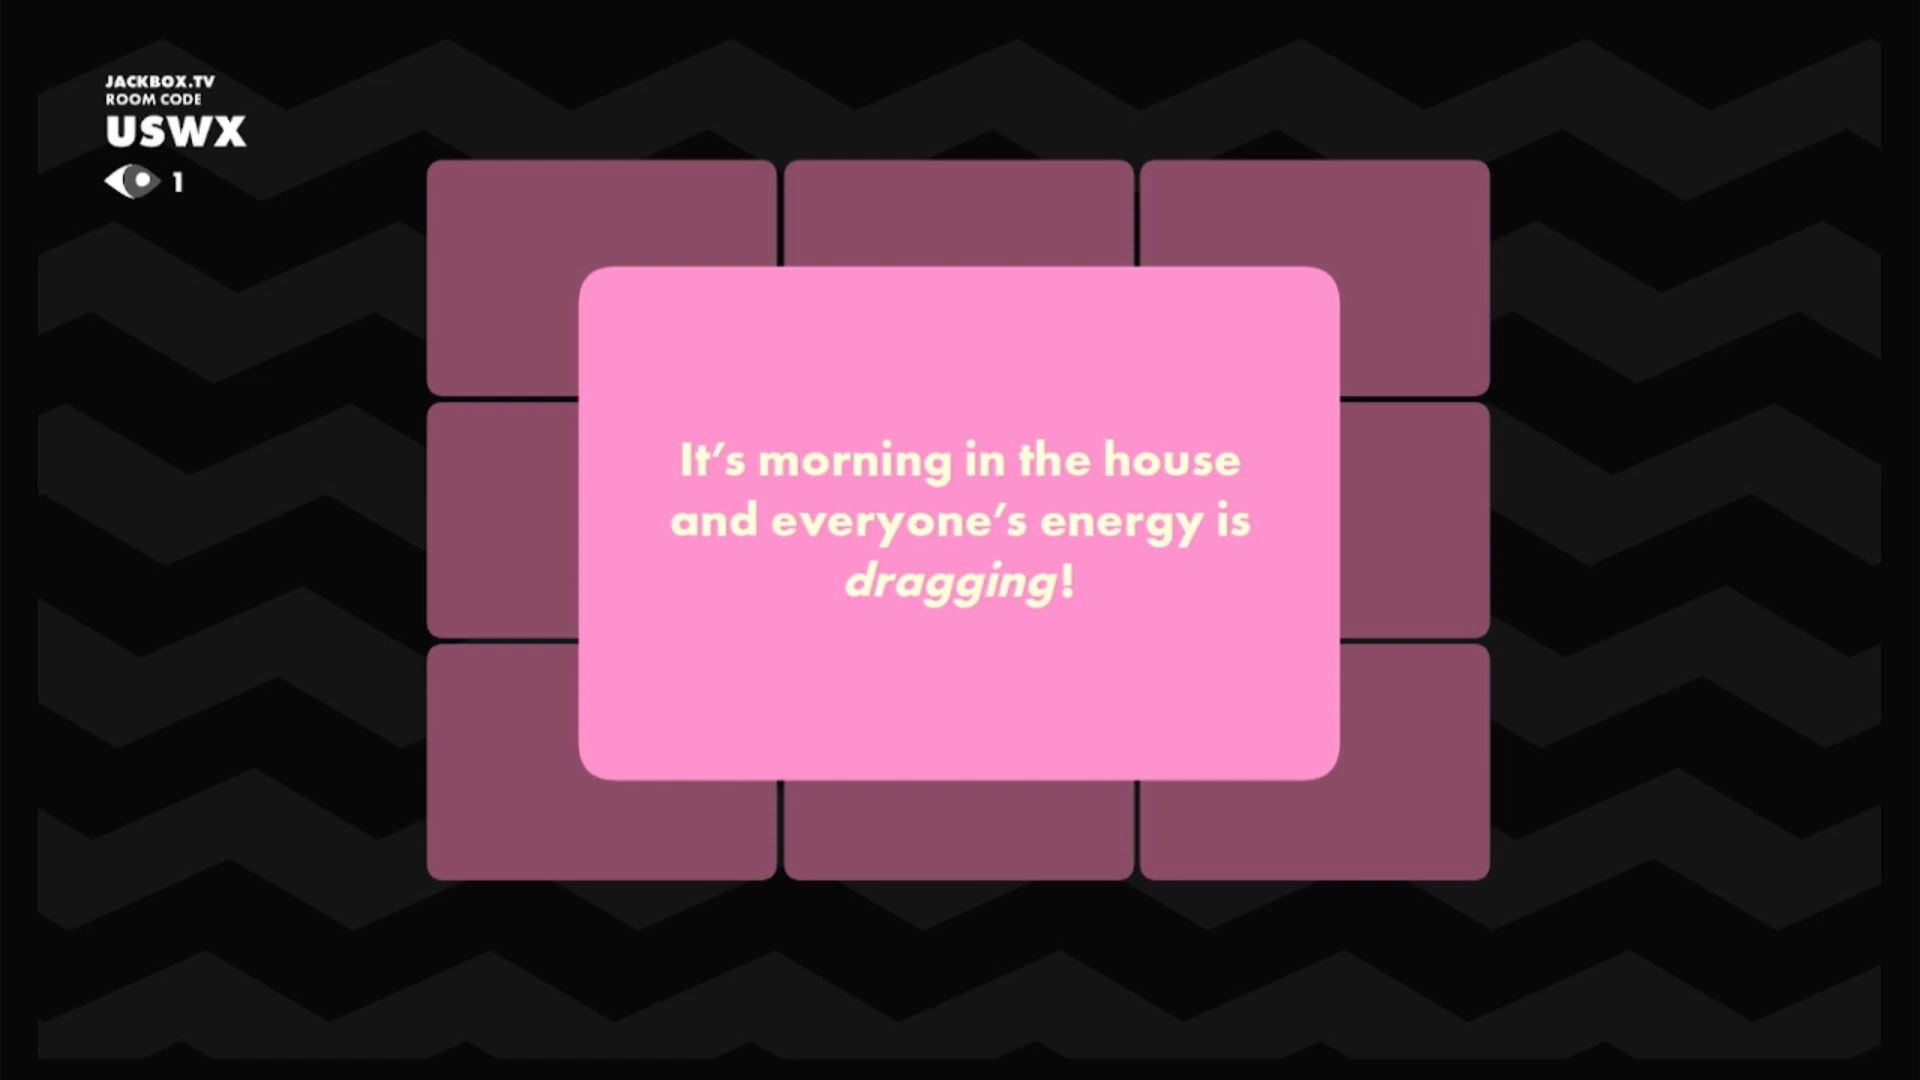 JACKBOX.TV
ROOM CODE
USWX
1
It’s morning in the house
and everyone’s energy is
dragging!